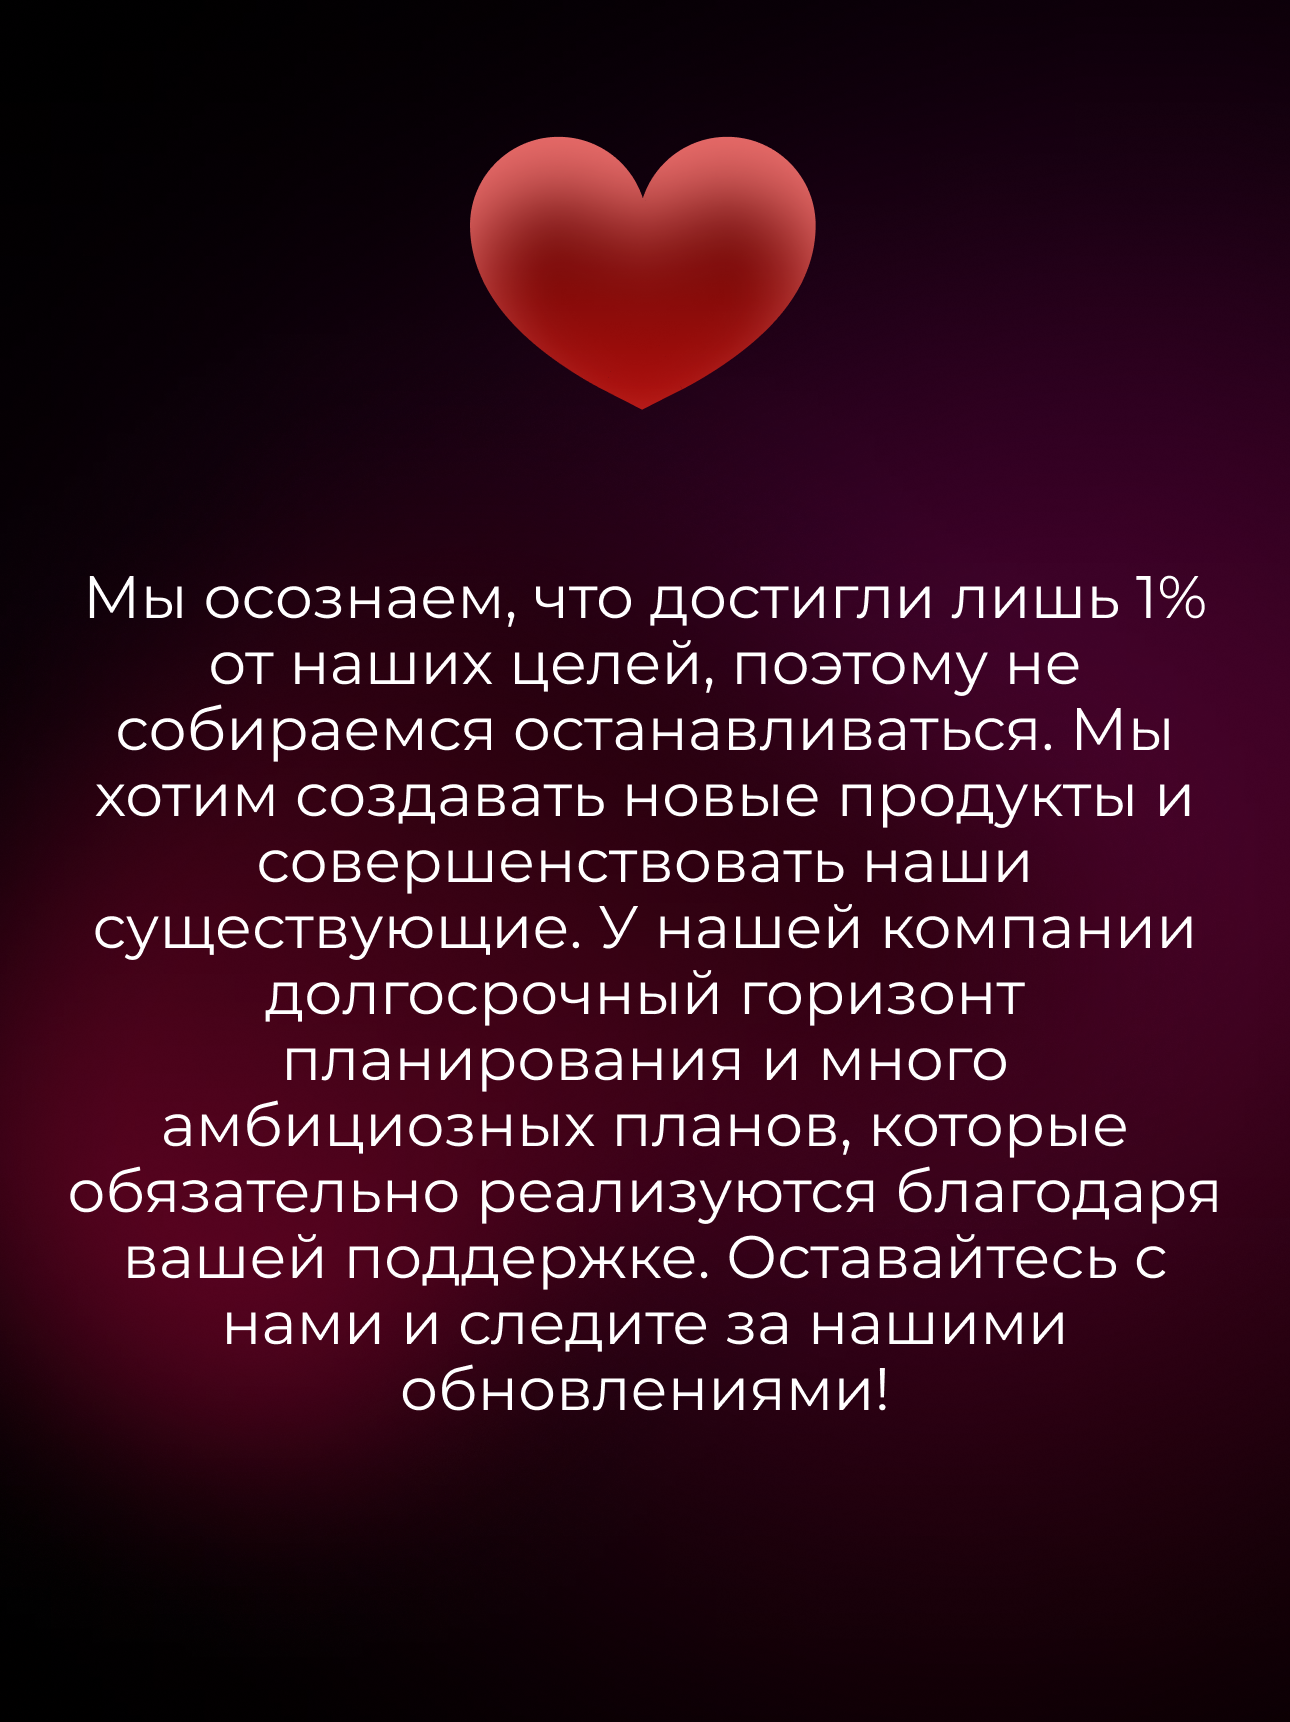 Мы осознаем, что достигли лишь 1%
от наших целей, поэтому не
собираемся останавливаться. Мы
хотим создавать новые продукты и
совершенствовать наши
существующие. У нашей компании
долгосрочный горизонт
планирования и много
амбициозных планов, которые
обязательно реализуются благодаря
вашей поддержке. Оставайтесь с
нами и следите за нашими
обновлениями!